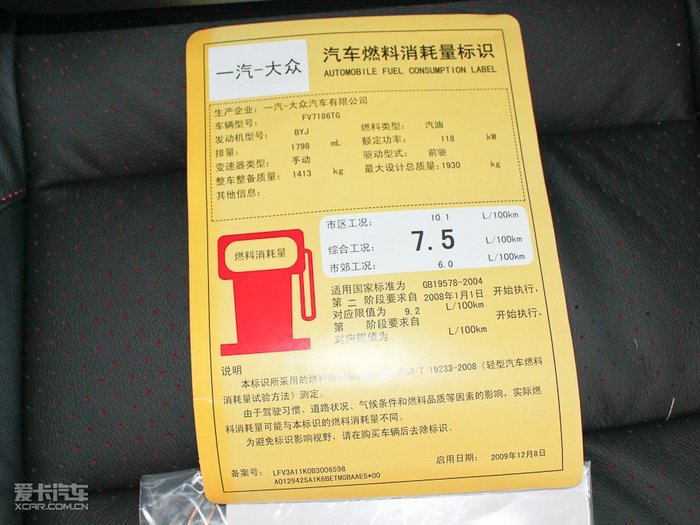 一汽-大众
汽车燃料消耗量标识
AUTOMOBILE FUEL CONSUMPTION LABEL
生产企业: 一汽-大众汽车有限公司
车辆型号: FV7186TG
发动机型号: BYJ 燃料类型: 汽油
排量: 1798 mL 额定功率: 118 kW
变速器类型: 手动 驱动型式: 前驱
整车整备质量: 1413 kg 最大设计总质量: 1930 kg
其他信息:
燃料消耗量
市区工况: 10.1 L/100km
综合工况: 7.5 L/100km
市郊工况: 6.0 L/100km
适用国家标准为 GB19578-2004
第 二 阶段要求自 2008年1月1日 开始执行,
对应限值为 9.2 L/100km
第 阶段要求自 开始执行,
对应限值为 L/100km
说明
本标识所采用的燃料消耗 /T 19233-2008《轻型汽车燃料
消耗量试验方法》测定。
由于驾驶习惯、道路状况、气候条件和燃料品质等因素的影响, 实际燃
料消耗量可能与本标识的燃料消耗量不同。
为避免标识影响视野, 请在购买车辆后去除标识。
备案号: LFV3A11K0B3006598 启用日期: 2009年12月8日
A012942SA1K6BETMGBAAE5*00
爱卡汽车
XCAR.COM.CN